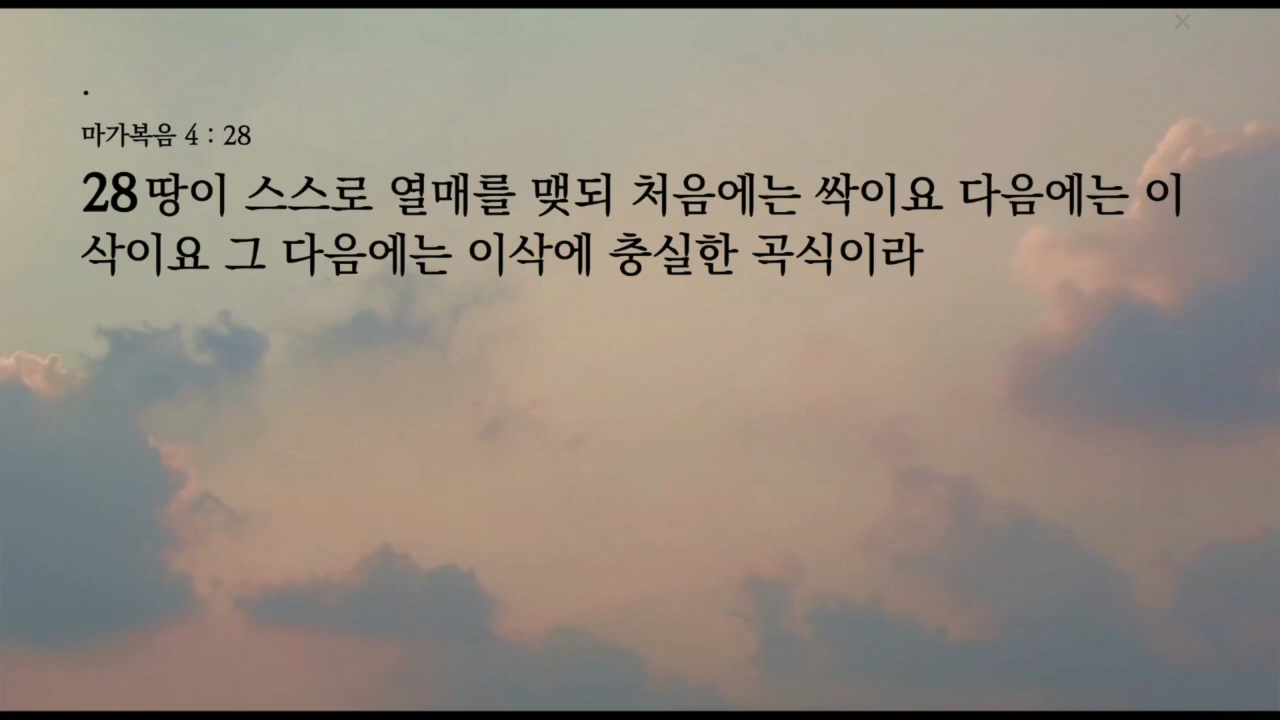 .
마가복음 4 : 28
28 땅이 스스로 열매를 맺되 처음에는 싹이요 다음에는 이
삭이요 그 다음에는 이삭에 충실한 곡식이라